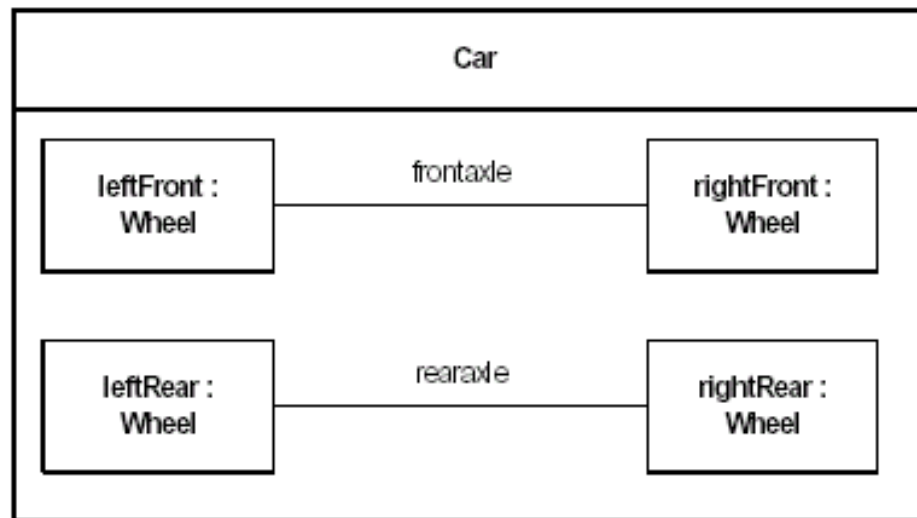 Car
leftFront :
Wheel
frontaxle
rightFront :
Wheel
leftRear :
Wheel
rearaxle
rightRear :
Wheel